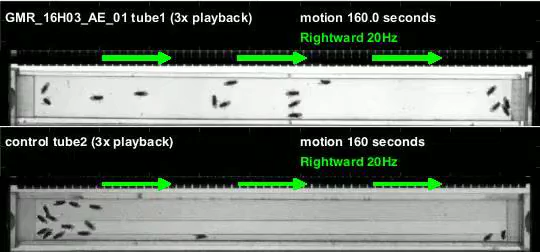 GMR_16H03_AE_01 tube1 (3x playback) motion 160.0 seconds
Rightward 20Hz
control tube2 (3x playback) motion 160 seconds
Rightward 20Hz